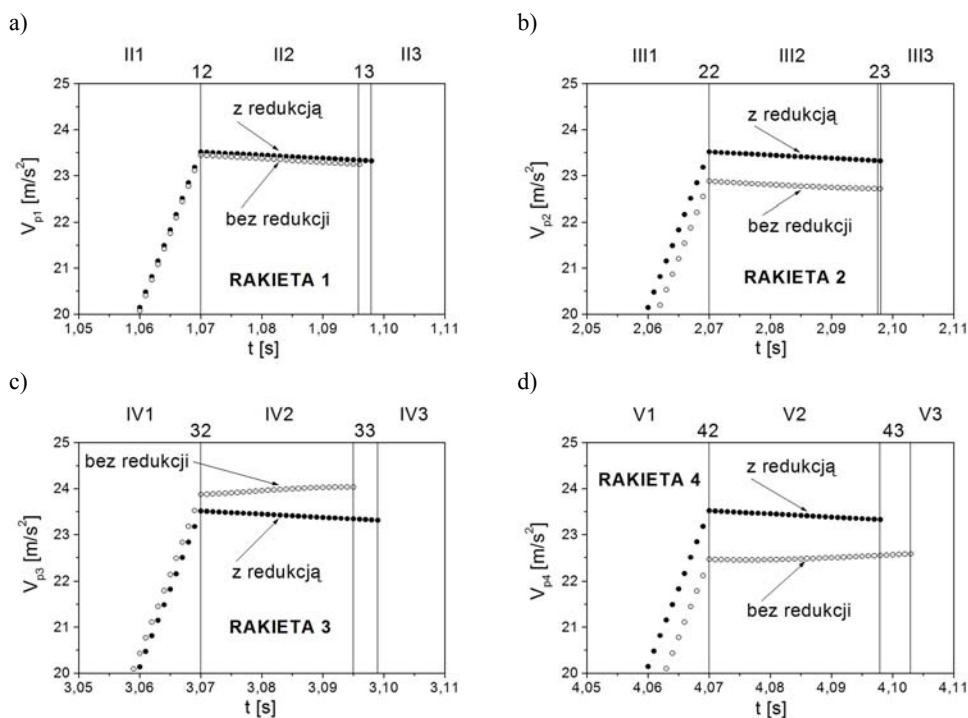 a)
II1 II2 II3
12 13
25
24
23
22
21
20
V_p1 [m/s²]
z redukcją
bez redukcji
RAKIETA 1
1,05 1,06 1,07 1,08 1,09 1,10 1,11
t [s]
b)
III1 III2 III3
22 23
25
24
23
22
21
20
V_p2 [m/s²]
z redukcją
bez redukcji
RAKIETA 2
2,05 2,06 2,07 2,08 2,09 2,10 2,11
t [s]
c)
IV1 IV2 IV3
32 33
25
24
23
22
21
20
V_p3 [m/s²]
bez redukcji
z redukcją
RAKIETA 3
3,05 3,06 3,07 3,08 3,09 3,10 3,11
t [s]
d)
V1 V2 V3
42 43
25
24
23
22
21
20
V_p4 [m/s²]
RAKIETA 4
z redukcją
bez redukcji
4,05 4,06 4,07 4,08 4,09 4,10 4,11
t [s]